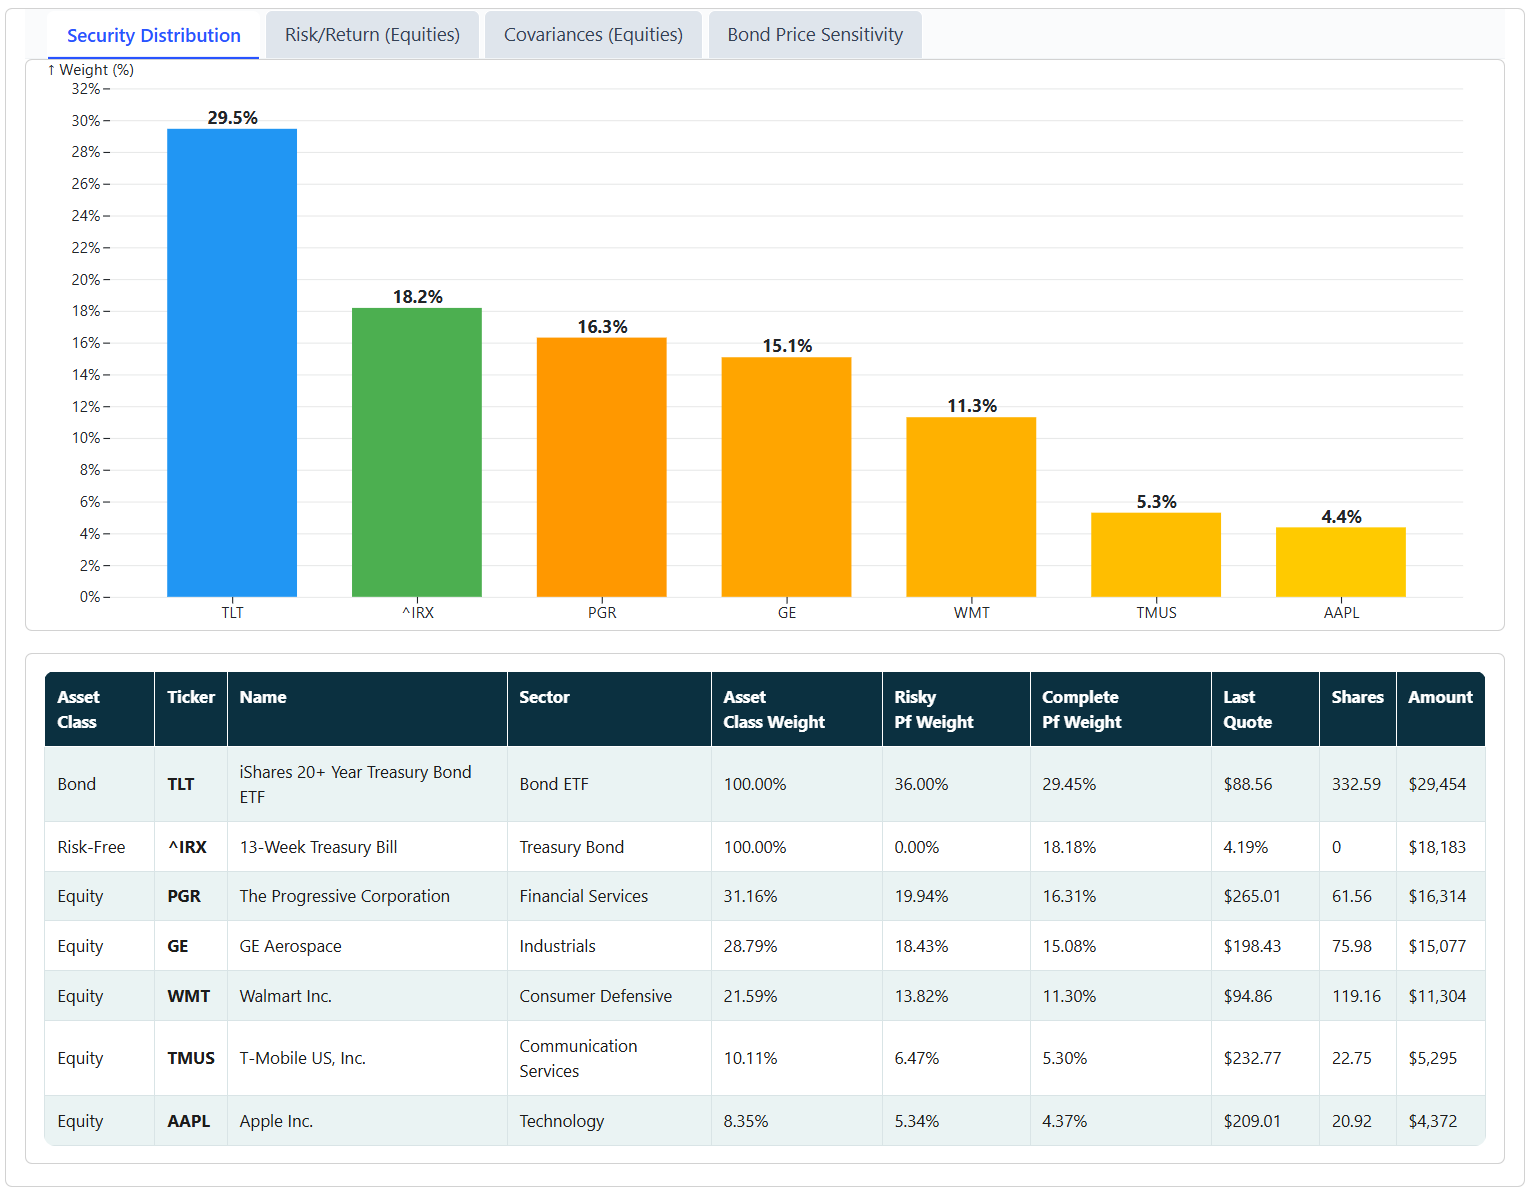 Security Distribution
Risk/Return (Equities)
Covariances (Equities)
Bond Price Sensitivity
↑ Weight (%)
32%
30%
28%
26%
24%
22%
20%
18%
16%
14%
12%
10%
8%
6%
4%
2%
0%
29.5%
18.2%
16.3%
15.1%
11.3%
5.3%
4.4%
TLT
^IRX
PGR
GE
WMT
TMUS
AAPL
Asset
Class
Ticker
Name
Sector
Asset
Class Weight
Risky
Pf Weight
Complete
Pf Weight
Last
Quote
Shares
Amount
Bond
TLT
iShares 20+ Year Treasury Bond
ETF
Bond ETF
100.00%
36.00%
29.45%
$88.56
332.59
$29,454
Risk-Free
^IRX
13-Week Treasury Bill
Treasury Bond
100.00%
0.00%
18.18%
4.19%
0
$18,183
Equity
PGR
The Progressive Corporation
Financial Services
31.16%
19.94%
16.31%
$265.01
61.56
$16,314
Equity
GE
GE Aerospace
Industrials
28.79%
18.43%
15.08%
$198.43
75.98
$15,077
Equity
WMT
Walmart Inc.
Consumer Defensive
21.59%
13.82%
11.30%
$94.86
119.16
$11,304
Equity
TMUS
T-Mobile US, Inc.
Communication
Services
10.11%
6.47%
5.30%
$232.77
22.75
$5,295
Equity
AAPL
Apple Inc.
Technology
8.35%
5.34%
4.37%
$209.01
20.92
$4,372